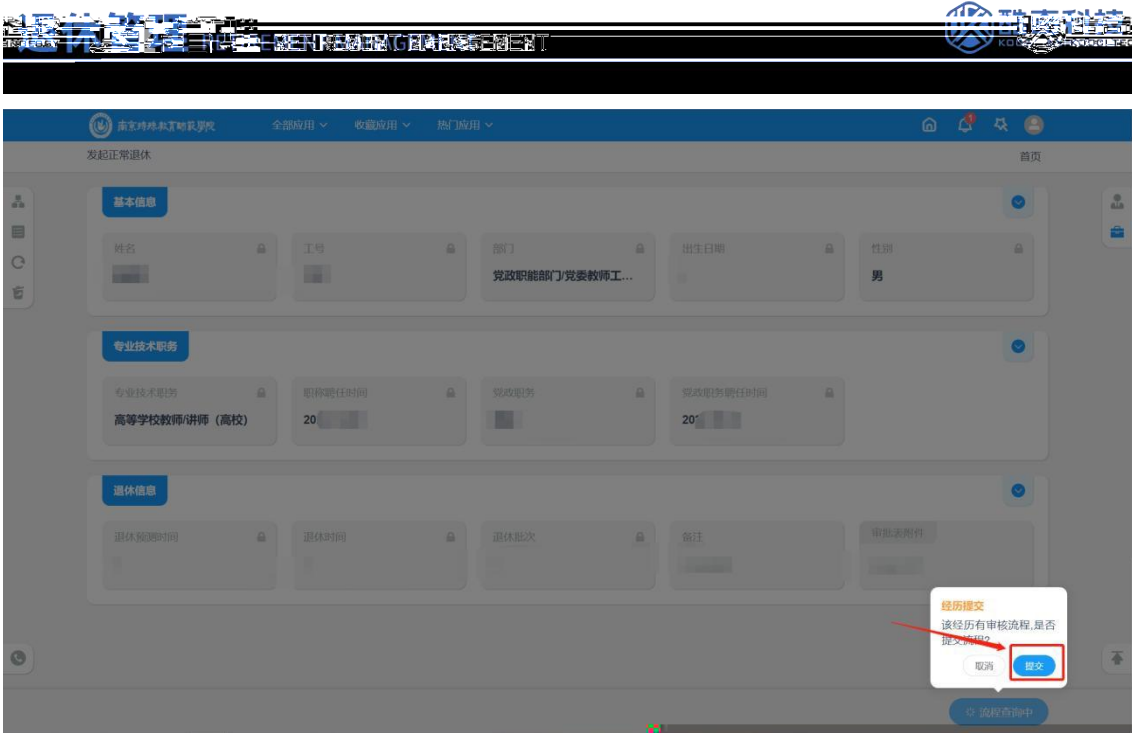 退休管理
南京特殊教育师范学院 全部应用 收藏应用 热门应用
发起正常退休 首页
基本信息
姓名 工号 部门 出生日期 性别
党政职能部门/党委教师工... 男
专业技术职务
专业技术职务 职称聘任时间 党政职务 党政职务聘任时间
高等学校教师/讲师（高校） 20 20
退休信息
退休预测时间 退休时间 退休批次 备注 审批表附件
经历提交
该经历有审核流程,是否
提交流程?
取消 提交
流程查询中